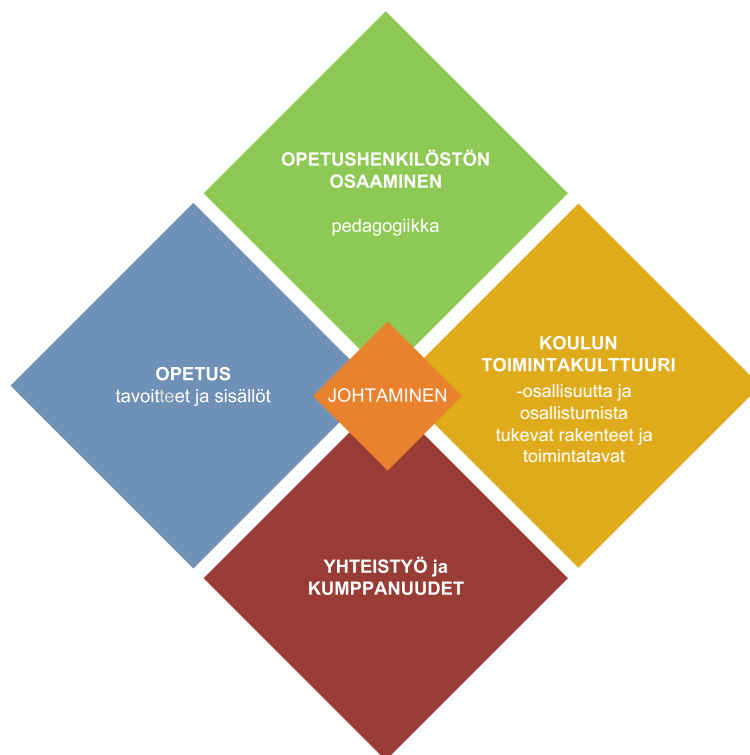 OPETUSHENKILÖSTÖN
OSAAMINEN
pedagogiikka
OPETUS
tavoitteet ja sisällöt
JOHTAMINEN
KOULUN
TOIMINTAKULTTUURI
-osallisuutta ja
osallistumista
tukevat rakenteet ja
toimintatavat
YHTEISTYÖ ja
KUMPPANUUDET